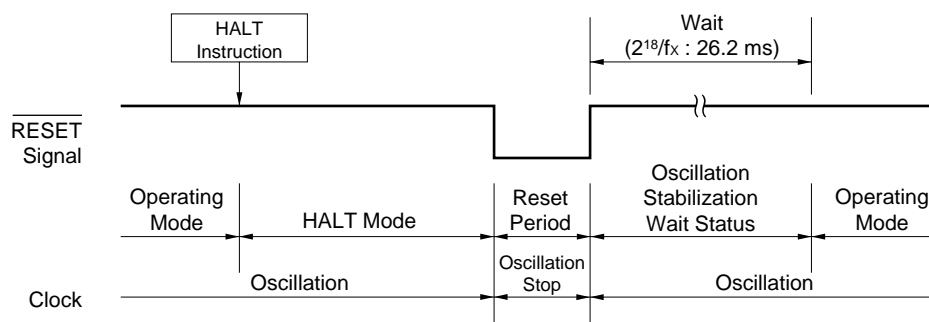 HALT
Instruction
Wait
(2¹⁸/fx : 26.2 ms)
RESET
Signal
Operating
Mode
HALT Mode
Reset
Period
Oscillation
Stabilization
Wait Status
Operating
Mode
Clock
Oscillation
Oscillation
Stop
Oscillation